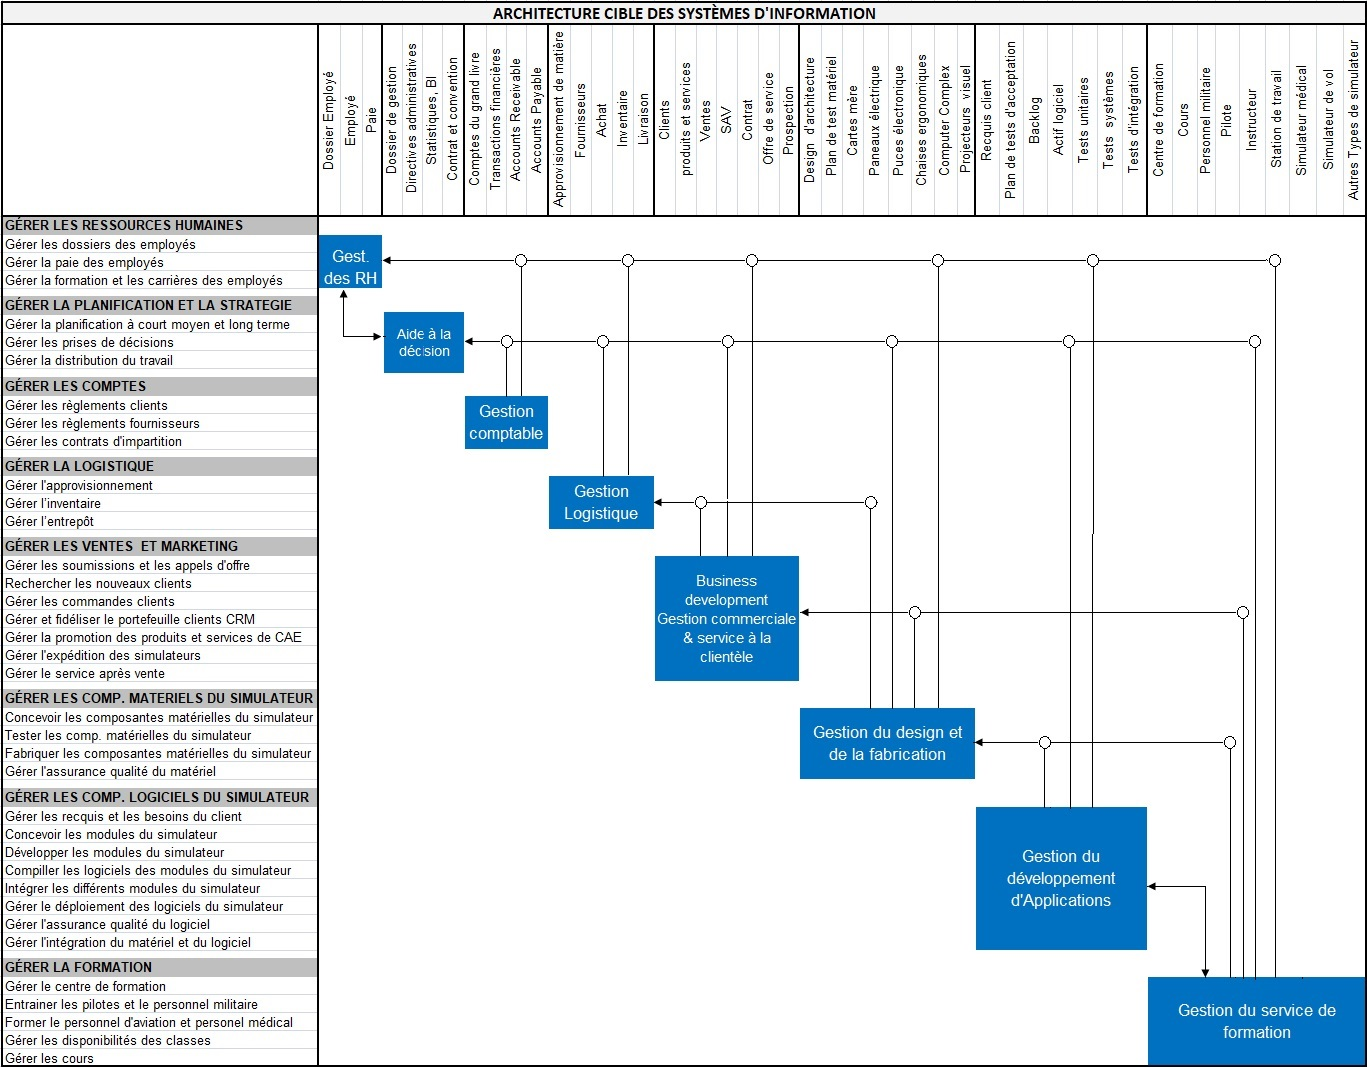 ARCHITECTURE CIBLE DES SYSTÈMES D'INFORMATION
Dossier Employé
Employé
Paie
Dossier de gestion
Directives administratives
Statistiques, BI
Contrat et convention
Comptes du grand livre
Transactions financières
Accounts Receivable
Accounts Payable
Approvisionnement de matière
Fournisseurs
Achat
Inventaire
Livraison
Clients
produits et services
Ventes
SAV
Contrat
Offre de service
Prospection
Design d'architecture
Plan de test matériel
Cartes mère
Paneaux électrique
Puces électronique
Chaises ergonomiques
Computer Complex
Projecteurs visuel
Recquis client
Plan de tests d'acceptation
Backlog
Actif logiciel
Tests unitaires
Tests systèmes
Tests d'intégration
Centre de formation
Cours
Personnel militaire
Pilote
Instructeur
Station de travail
Simulateur médical
Simulateur de vol
Autres Types de simulateur
GÉRER LES RESSOURCES HUMAINES
Gérer les dossiers des employés
Gérer la paie des employés
Gérer la formation et les carrières des employés
Gest.
des RH
GÉRER LA PLANIFICATION ET LA STRATEGIE
Gérer la planification à court moyen et long terme
Gérer les prises de décisions
Gérer la distribution du travail
Aide à la
décision
GÉRER LES COMPTES
Gérer les règlements clients
Gérer les règlements fournisseurs
Gérer les contrats d'impartition
Gestion
comptable
GÉRER LA LOGISTIQUE
Gérer l'approvisionnement
Gérer l'inventaire
Gérer l'entrepôt
Gestion
Logistique
GÉRER LES VENTES ET MARKETING
Gérer les soumissions et les appels d'offre
Rechercher les nouveaux clients
Gérer les commandes clients
Gérer et fidéliser le portefeuille clients CRM
Gérer la promotion des produits et services de CAE
Gérer l'expédition des simulateurs
Gérer le service après vente
Business
development
Gestion commerciale
& service à la
clientèle
GÉRER LES COMP. MATERIELS DU SIMULATEUR
Concevoir les composantes matérielles du simulateur
Tester les comp. matérielles du simulateur
Fabriquer les composantes matérielles du simulateur
Gérer l'assurance qualité du matériel
Gestion du design et
de la fabrication
GÉRER LES COMP. LOGICIELS DU SIMULATEUR
Gérer les recquis et les besoins du client
Concevoir les modules du simulateur
Développer les modules du simulateur
Compiller les logiciels des modules du simulateur
Intégrer les différents modules du simulateur
Gérer le déploiement des logiciels du simulateur
Gérer l'assurance qualité du logiciel
Gérer l'intégration du matériel et du logiciel
Gestion du
développement
d'Applications
GÉRER LA FORMATION
Gérer le centre de formation
Entrainer les pilotes et le personnel militaire
Former le personnel d'aviation et personel médical
Gérer les disponibilités des classes
Gérer les cours
Gestion du service de
formation